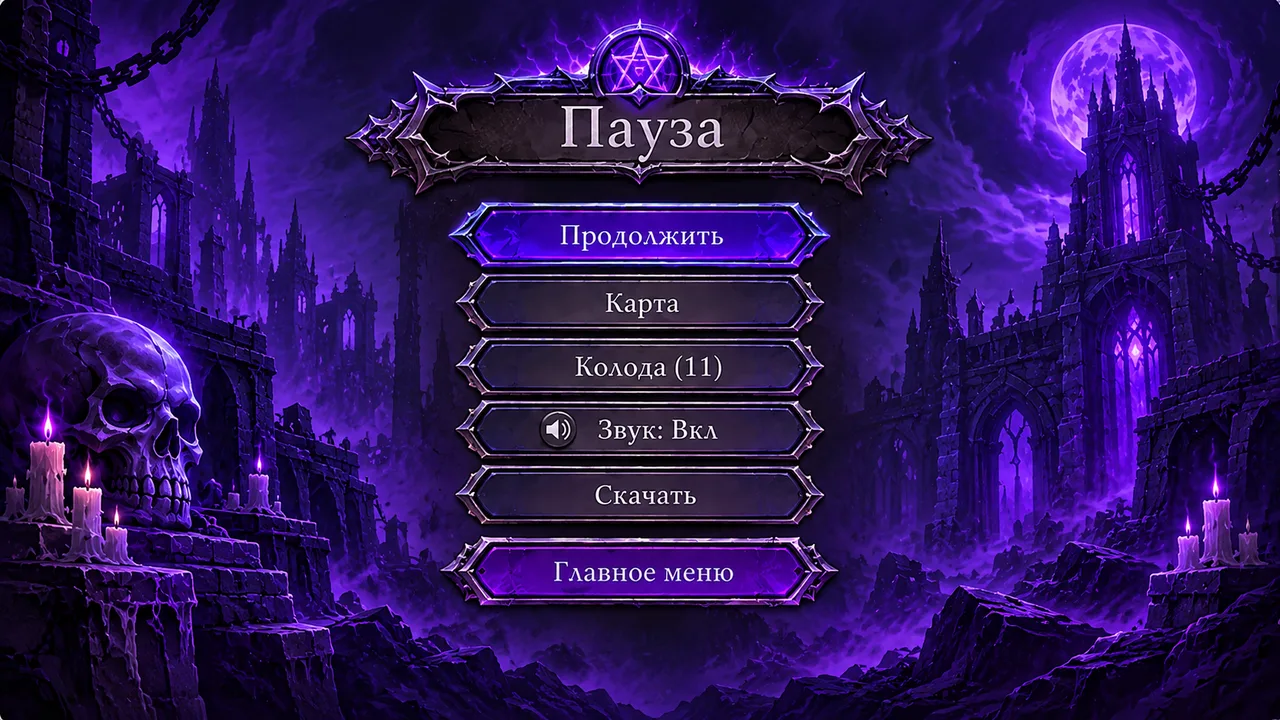 Пауза
Продолжить
Карта
Колода (11)
Звук: Вкл
Скачать
Главное меню